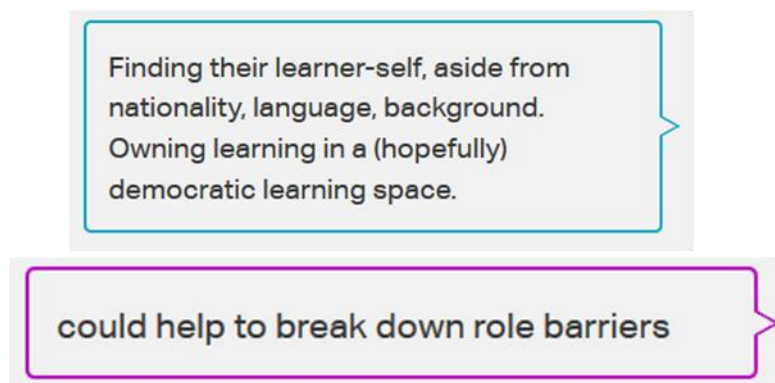 Finding their learner-self, aside from
nationality, language, background.
Owning learning in a (hopefully)
democratic learning space.
could help to break down role barriers